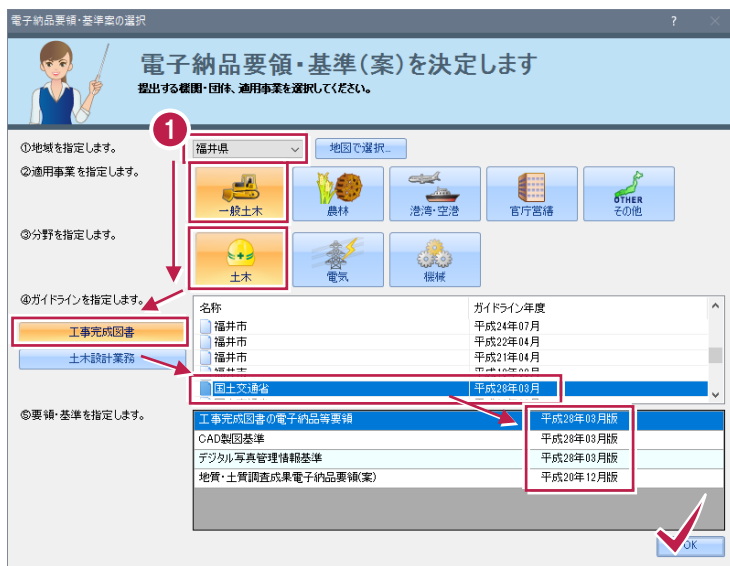 電子納品要領・基準案の選択
?
電子納品要領・基準(案)を決定します
提出する機関・団体、適用事業を選択してください。
1
①地域を指定します。
福井県
地図で選択...
②適用事業を指定します。
一般土木
農林
港湾・空港
官庁営繕
OTHER
その他
③分野を指定します。
土木
電気
機械
④ガイドラインを指定します。
工事完成図書
土木設計業務
名称 ガイドライン年度
福井市 平成24年07月
福井市 平成22年04月
福井市 平成21年04月
国土交通省 平成28年03月
⑤要領・基準を指定します。
工事完成図書の電子納品等要領 平成28年03月版
CAD製図基準 平成28年03月版
デジタル写真管理情報基準 平成28年03月版
地質・土質調査成果電子納品要領(案) 平成20年12月版
OK